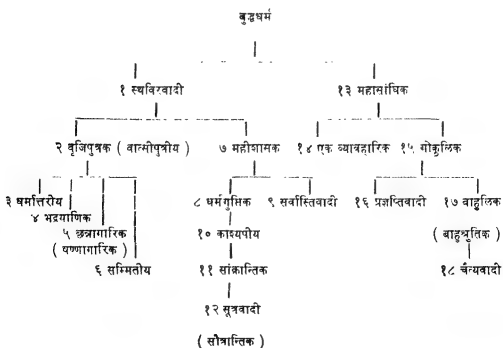 बुद्धधर्म
१ स्थविरवादी १३ महासांघिक
२ वृजिपुत्रक ( वात्सीपुत्रीय ) ७ महीशासक १४ एक व्यावहारिक १५ गोकुलिक
३ धर्मोत्तरीय ८ धर्मगुप्तिक ९ सर्वास्तिवादी १६ प्रज्ञप्तिवादी १७ वाहुलिक
४ भद्रयाणिक
५ छन्नागारिक १० काश्यपीय ( बाहुश्रुतिक )
( षण्णागारिक )
६ सम्मितीय ११ सांक्रान्तिक १८ चैत्यवादी
१२ सूत्रवादी
( सौत्रान्तिक )